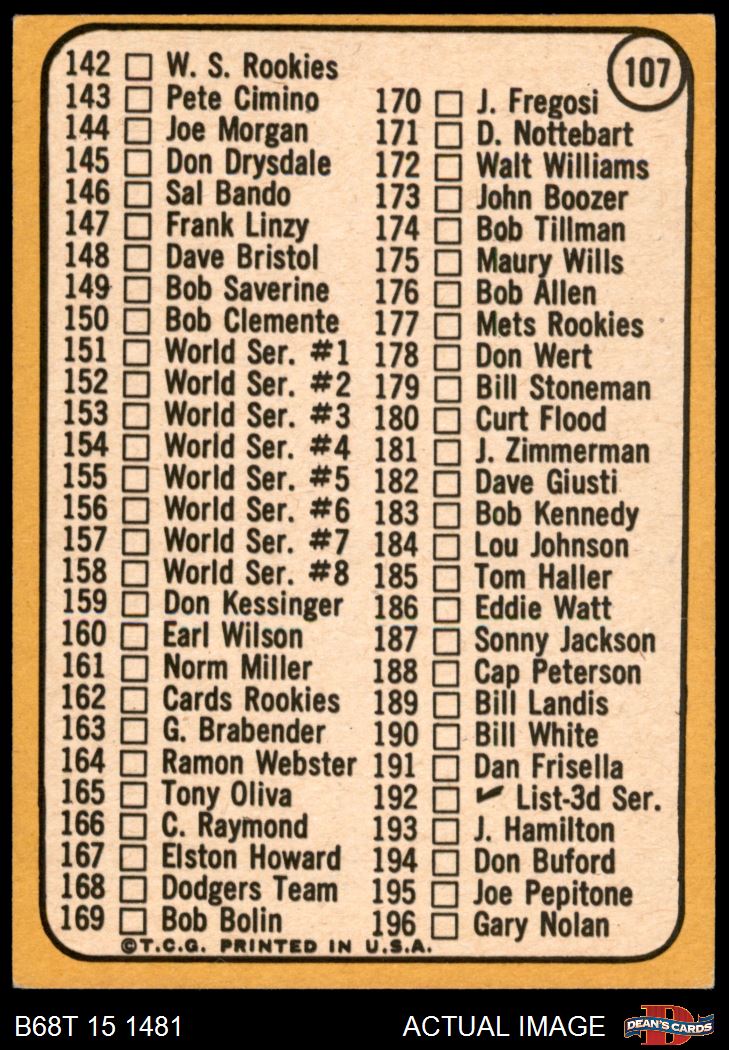 107
142 W. S. Rookies
143 Pete Cimino
144 Joe Morgan
145 Don Drysdale
146 Sal Bando
147 Frank Linzy
148 Dave Bristol
149 Bob Saverine
150 Bob Clemente
151 World Ser. #1
152 World Ser. #2
153 World Ser. #3
154 World Ser. #4
155 World Ser. #5
156 World Ser. #6
157 World Ser. #7
158 World Ser. #8
159 Don Kessinger
160 Earl Wilson
161 Norm Miller
162 Cards Rookies
163 G. Brabender
164 Ramon Webster
165 Tony Oliva
166 C. Raymond
167 Elston Howard
168 Dodgers Team
169 Bob Bolin
170 J. Fregosi
171 D. Nottebart
172 Walt Williams
173 John Boozer
174 Bob Tillman
175 Maury Wills
176 Bob Allen
177 Mets Rookies
178 Don Wert
179 Bill Stoneman
180 Curt Flood
181 J. Zimmerman
182 Dave Giusti
183 Bob Kennedy
184 Lou Johnson
185 Tom Haller
186 Eddie Watt
187 Sonny Jackson
188 Cap Peterson
189 Bill Landis
190 Bill White
191 Dan Frisella
192 ✔ List-3d Ser.
193 J. Hamilton
194 Don Buford
195 Joe Pepitone
196 Gary Nolan
©T.C.G. PRINTED IN U.S.A.
B68T 15 1481
ACTUAL IMAGE
D
DEAN'S CARDS